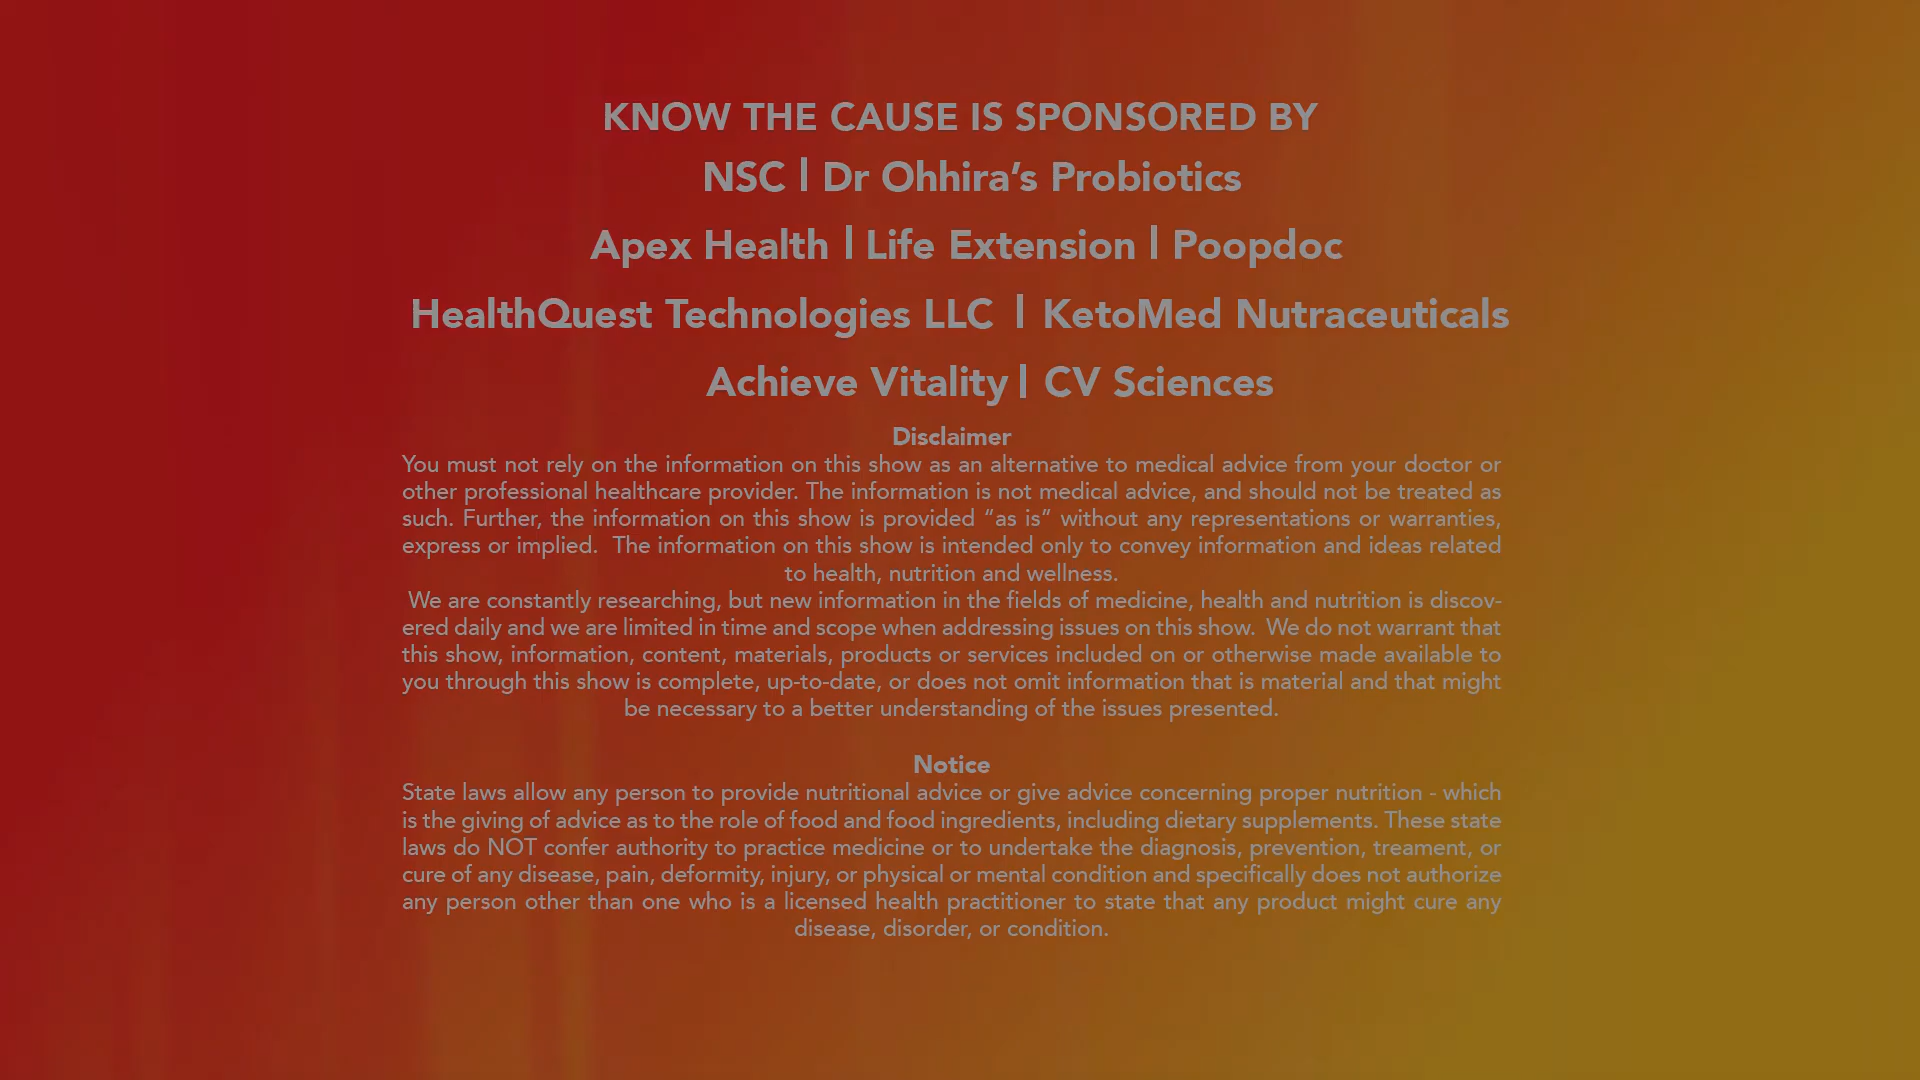 KNOW THE CAUSE IS SPONSORED BY
NSC | Dr Ohhira’s Probiotics
Apex Health | Life Extension | Poopdoc
HealthQuest Technologies LLC | KetoMed Nutraceuticals
Achieve Vitality | CV Sciences
Disclaimer
You must not rely on the information on this show as an alternative to medical advice from your doctor or
other professional healthcare provider. The information is not medical advice, and should not be treated as
such. Further, the information on this show is provided “as is” without any representations or warranties,
express or implied.  The information on this show is intended only to convey information and ideas related
to health, nutrition and wellness.
We are constantly researching, but new information in the fields of medicine, health and nutrition is discov-
ered daily and we are limited in time and scope when addressing issues on this show.  We do not warrant that
this show, information, content, materials, products or services included on or otherwise made available to
you through this show is complete, up-to-date, or does not omit information that is material and that might
be necessary to a better understanding of the issues presented.
Notice
State laws allow any person to provide nutritional advice or give advice concerning proper nutrition - which
is the giving of advice as to the role of food and food ingredients, including dietary supplements. These state
laws do NOT confer authority to practice medicine or to undertake the diagnosis, prevention, treament, or
cure of any disease, pain, deformity, injury, or physical or mental condition and specifically does not authorize
any person other than one who is a licensed health practitioner to state that any product might cure any
disease, disorder, or condition.